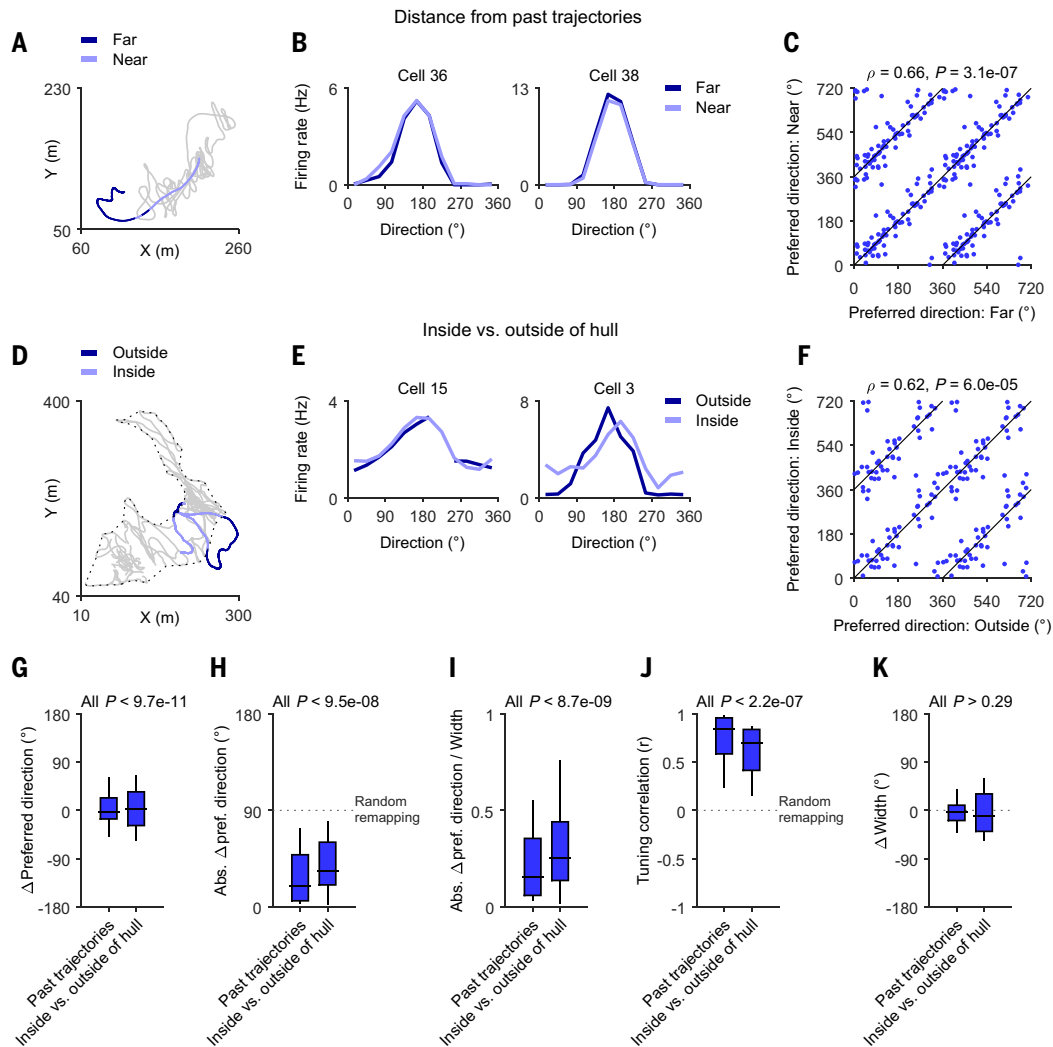 Distance from past trajectories
A
Far
Near
230
Y (m)
50
60
X (m)
260
B
Cell 36
Firing rate (Hz)
6
0
0 90 180 270 360
Direction (°)
Cell 38
13
0
0 90 180 270 360
Direction (°)
Far
Near
C
ρ = 0.66, P = 3.1e-07
Preferred direction: Near (°)
720
540
360
180
0
0 180 360 540 720
Preferred direction: Far (°)
Inside vs. outside of hull
D
Outside
Inside
400
Y (m)
40
10
X (m)
300
E
Cell 15
Firing rate (Hz)
4
0
0 90 180 270 360
Direction (°)
Cell 3
8
0
0 90 180 270 360
Direction (°)
Outside
Inside
F
ρ = 0.62, P = 6.0e-05
Preferred direction: Inside (°)
720
540
360
180
0
0 180 360 540 720
Preferred direction: Outside (°)
G
All P < 9.7e-11
Δ Preferred direction (°)
180
90
0
-90
-180
Past trajectories
Inside vs. outside of hull
H
All P < 9.5e-08
Abs. Δ pref. direction (°)
180
90
0
Random
remapping
Past trajectories
Inside vs. outside of hull
I
All P < 8.7e-09
Abs. Δ pref. direction / Width
1
0.5
0
Past trajectories
Inside vs. outside of hull
J
All P < 2.2e-07
Tuning correlation (r)
1
0.5
0
-0.5
-1
Random
remapping
Past trajectories
Inside vs. outside of hull
K
All P > 0.29
Δ Width (°)
180
90
0
-90
-180
Past trajectories
Inside vs. outside of hull